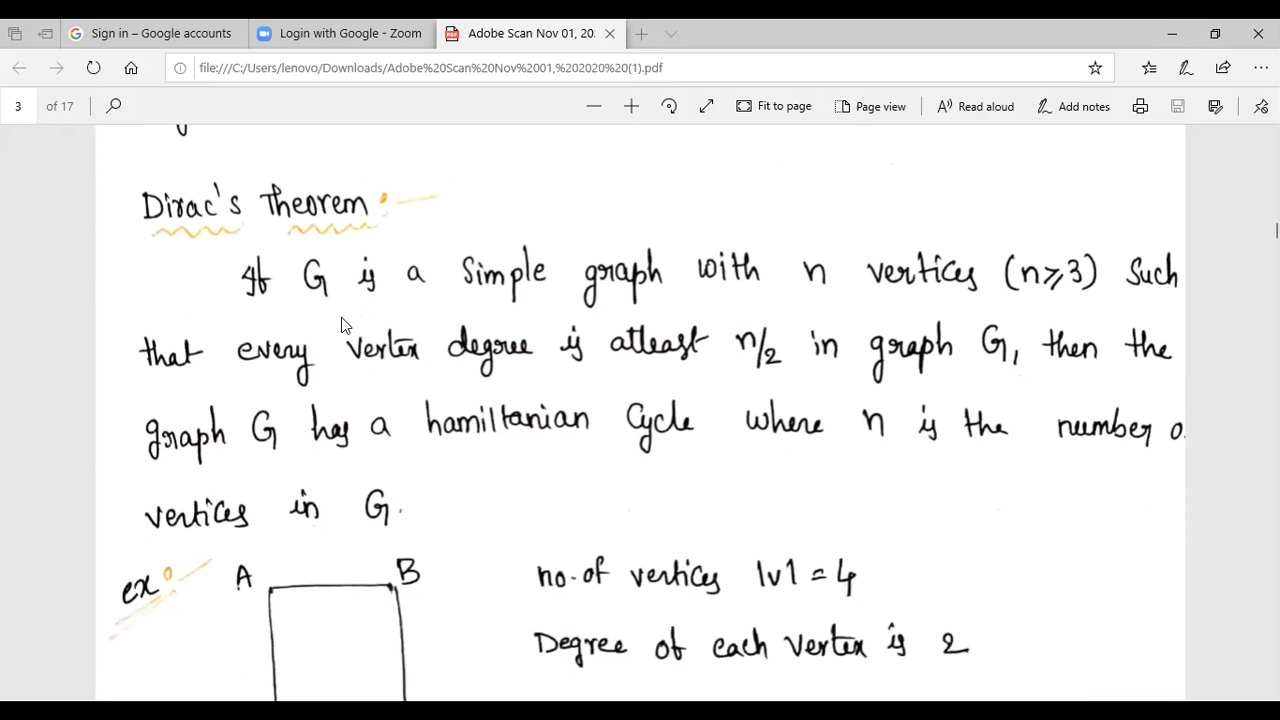 Sign in – Google accounts
Login with Google - Zoom
Adobe Scan Nov 01, 202
file:///C:/Users/lenovo/Downloads/Adobe%20Scan%20Nov%2001,%202020%20(1).pdf
3 of 17
Fit to page
Page view
Read aloud
Add notes
Dirac's Theorem :-
If G is a Simple graph with n vertices (n≥3) Such
that every vertex degree is atleast n/2 in graph G, then the
graph G has a hamiltanian Cycle where n is the number o
vertices in G.
ex:-
A B
no. of vertices |v| = 4
Degree of each vertex is 2